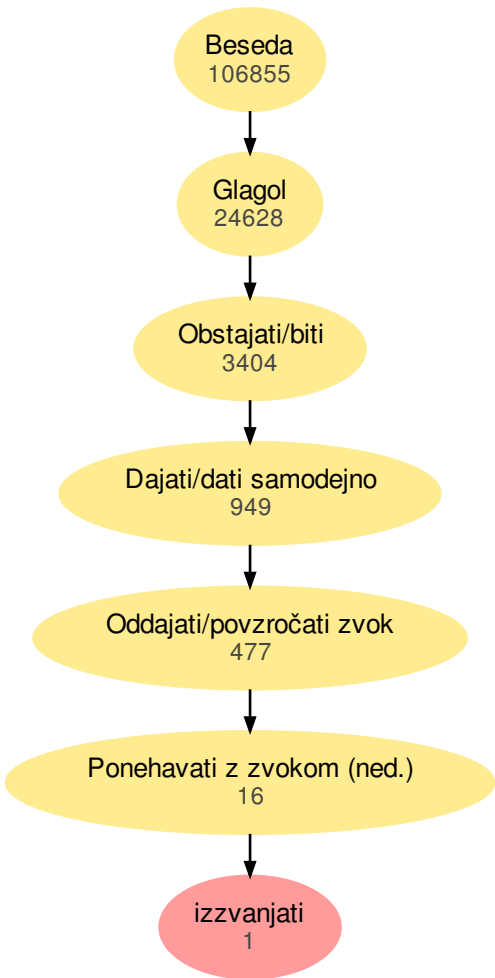 Beseda
106855
Glagol
24628
Obstajati/biti
3404
Dajati/dati samodejno
949
Oddajati/povzročati zvok
477
Ponehavati z zvokom (ned.)
16
izzvanjati
1